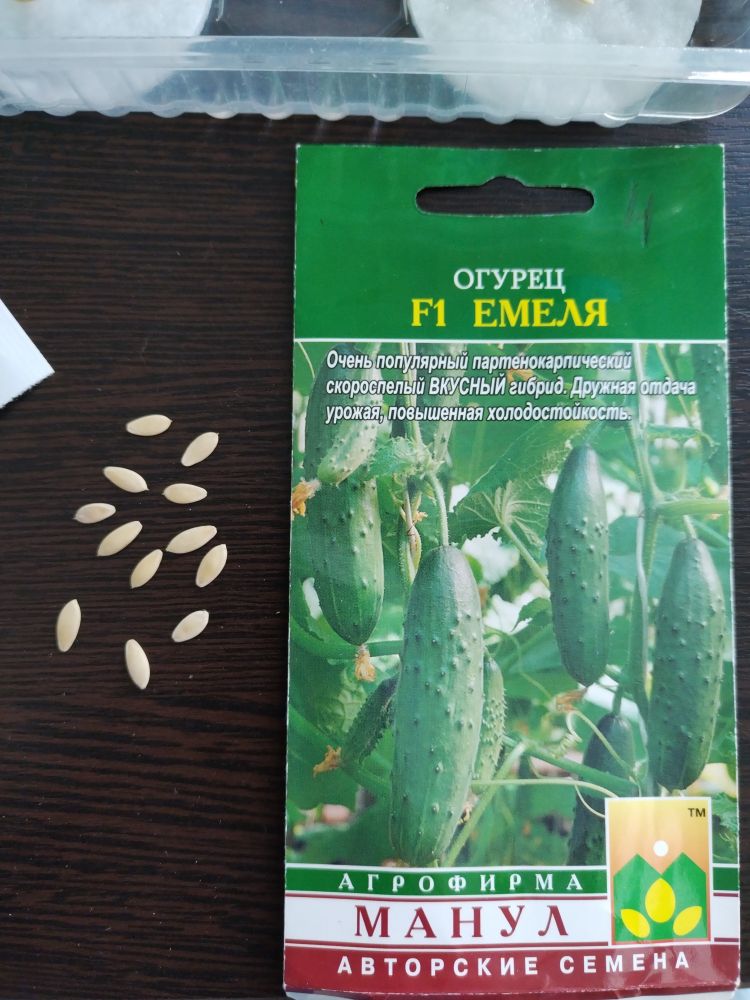 ОГУРЕЦ
F1 ЕМЕЛЯ
Очень популярный партенокарпический
скороспелый ВКУСНЫЙ гибрид. Дружная отдача
урожая, повышенная холодостойкость.
TM
АГРОФИРМА
МАНУЛ
АВТОРСКИЕ СЕМЕНА